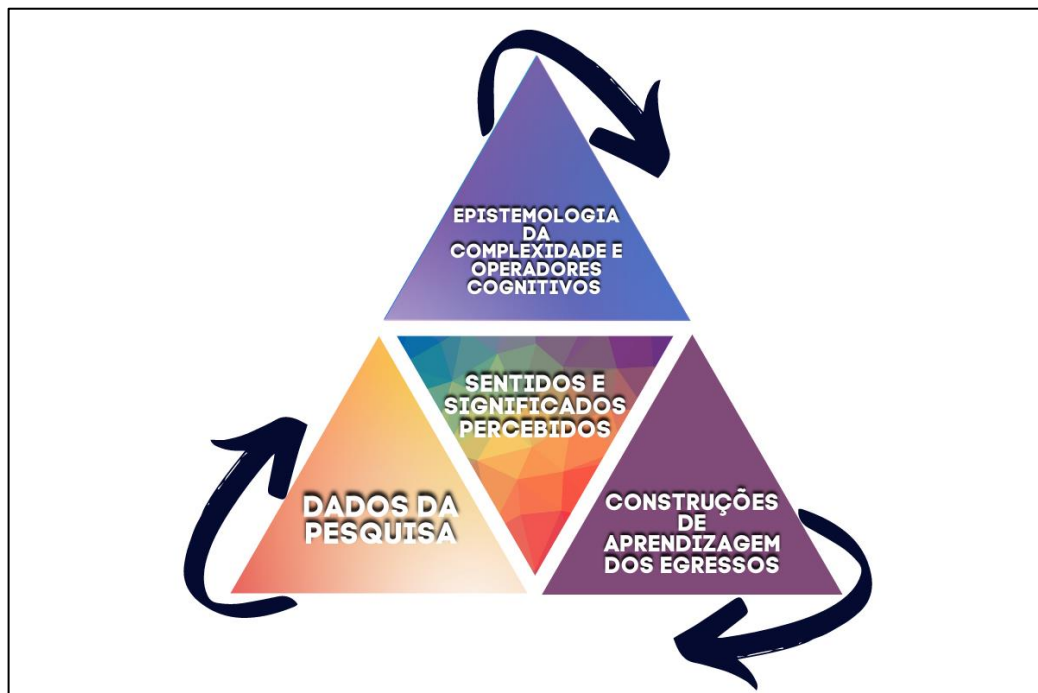 EPISTEMOLOGIA
DA
COMPLEXIDADE E
OPERADORES
COGNITIVOS
SENTIDOS E
SIGNIFICADOS
PERCEBIDOS
DADOS DA
PESQUISA
CONSTRUÇÕES
DE
APRENDIZAGEM
DOS EGRESSOS